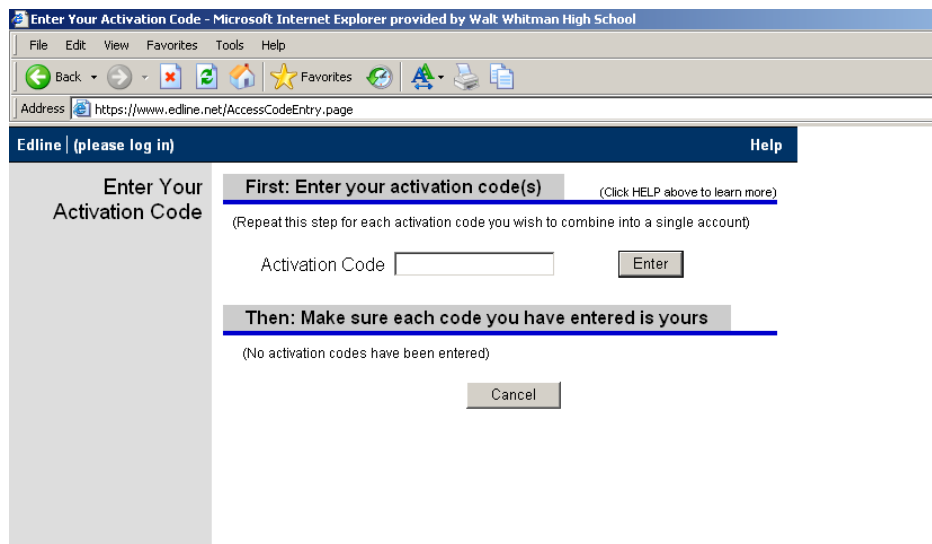 Enter Your Activation Code - Microsoft Internet Explorer provided by Walt Whitman High School
File Edit View Favorites Tools Help
Back Favorites
Address https://www.edline.net/AccessCodeEntry.page
Edline | (please log in) Help
Enter Your
Activation Code
First: Enter your activation code(s) (Click HELP above to learn more)
(Repeat this step for each activation code you wish to combine into a single account)
Activation Code Enter
Then: Make sure each code you have entered is yours
(No activation codes have been entered)
Cancel